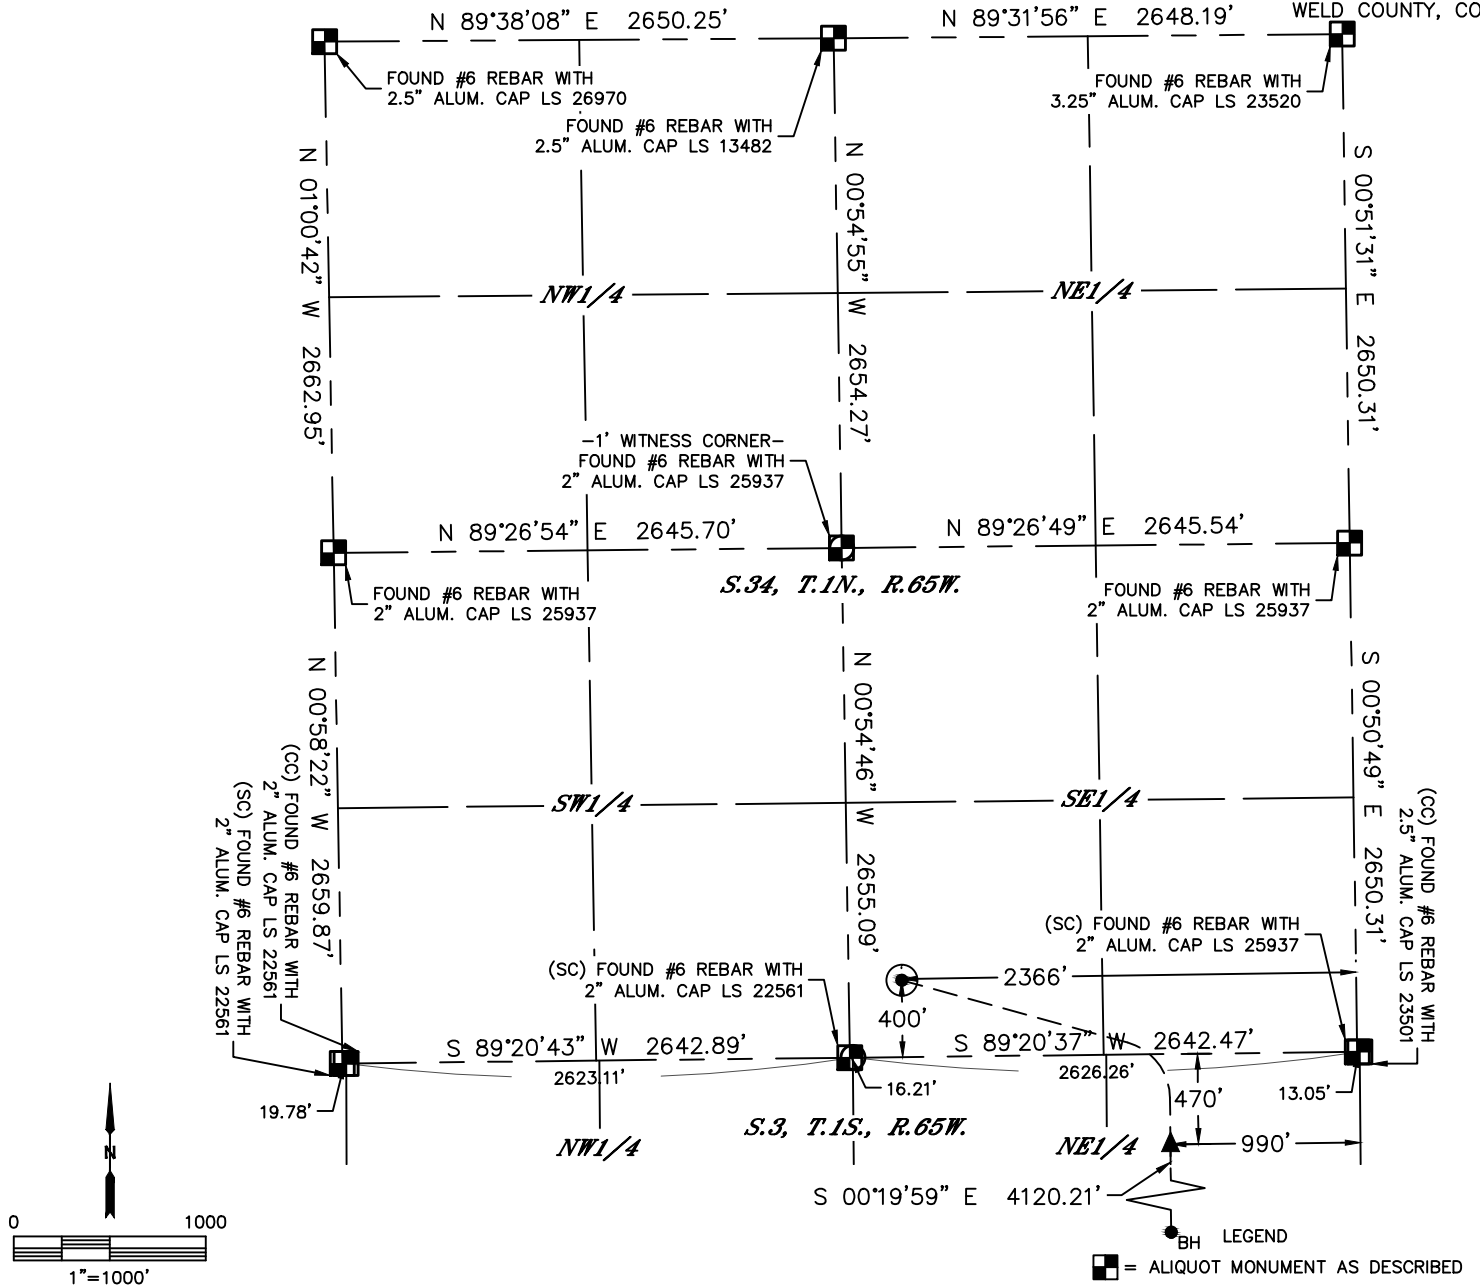 WELD COUNTY, CO
N 89°38'08" E 2650.25'
N 89°31'56" E 2648.19'
FOUND #6 REBAR WITH
2.5" ALUM. CAP LS 26970
FOUND #6 REBAR WITH
2.5" ALUM. CAP LS 13482
FOUND #6 REBAR WITH
3.25" ALUM. CAP LS 23520
N 01°00'42" W 2662.95'
N 00°54'55" W 2654.27'
S 00°51'31" E 2650.31'
NW1/4
NE1/4
-1' WITNESS CORNER-
FOUND #6 REBAR WITH
2" ALUM. CAP LS 25937
N 89°26'54" E 2645.70'
N 89°26'49" E 2645.54'
S.34, T.1N., R.65W.
FOUND #6 REBAR WITH
2" ALUM. CAP LS 25937
FOUND #6 REBAR WITH
2" ALUM. CAP LS 25937
N 00°58'22" W 2659.87'
N 00°54'46" W 2655.09'
S 00°50'49" E 2650.31'
(CC) FOUND #6 REBAR WITH
2" ALUM. CAP LS 22561
(SC) FOUND #6 REBAR WITH
2" ALUM. CAP LS 22561
SW1/4
SE1/4
(CC) FOUND #6 REBAR WITH
2.5" ALUM. CAP LS 23501
(SC) FOUND #6 REBAR WITH
2" ALUM. CAP LS 25937
(SC) FOUND #6 REBAR WITH
2" ALUM. CAP LS 22561
2366'
400'
S 89°20'43" W 2642.89'
S 89°20'37" W 2642.47'
2623.11'
2626.26'
16.21'
19.78'
13.05'
470'
S.3, T.1S., R.65W.
NW1/4
NE1/4
990'
S 00°19'59" E 4120.21'
N
0 1000
1"=1000'
BH
LEGEND
= ALIQUOT MONUMENT AS DESCRIBED